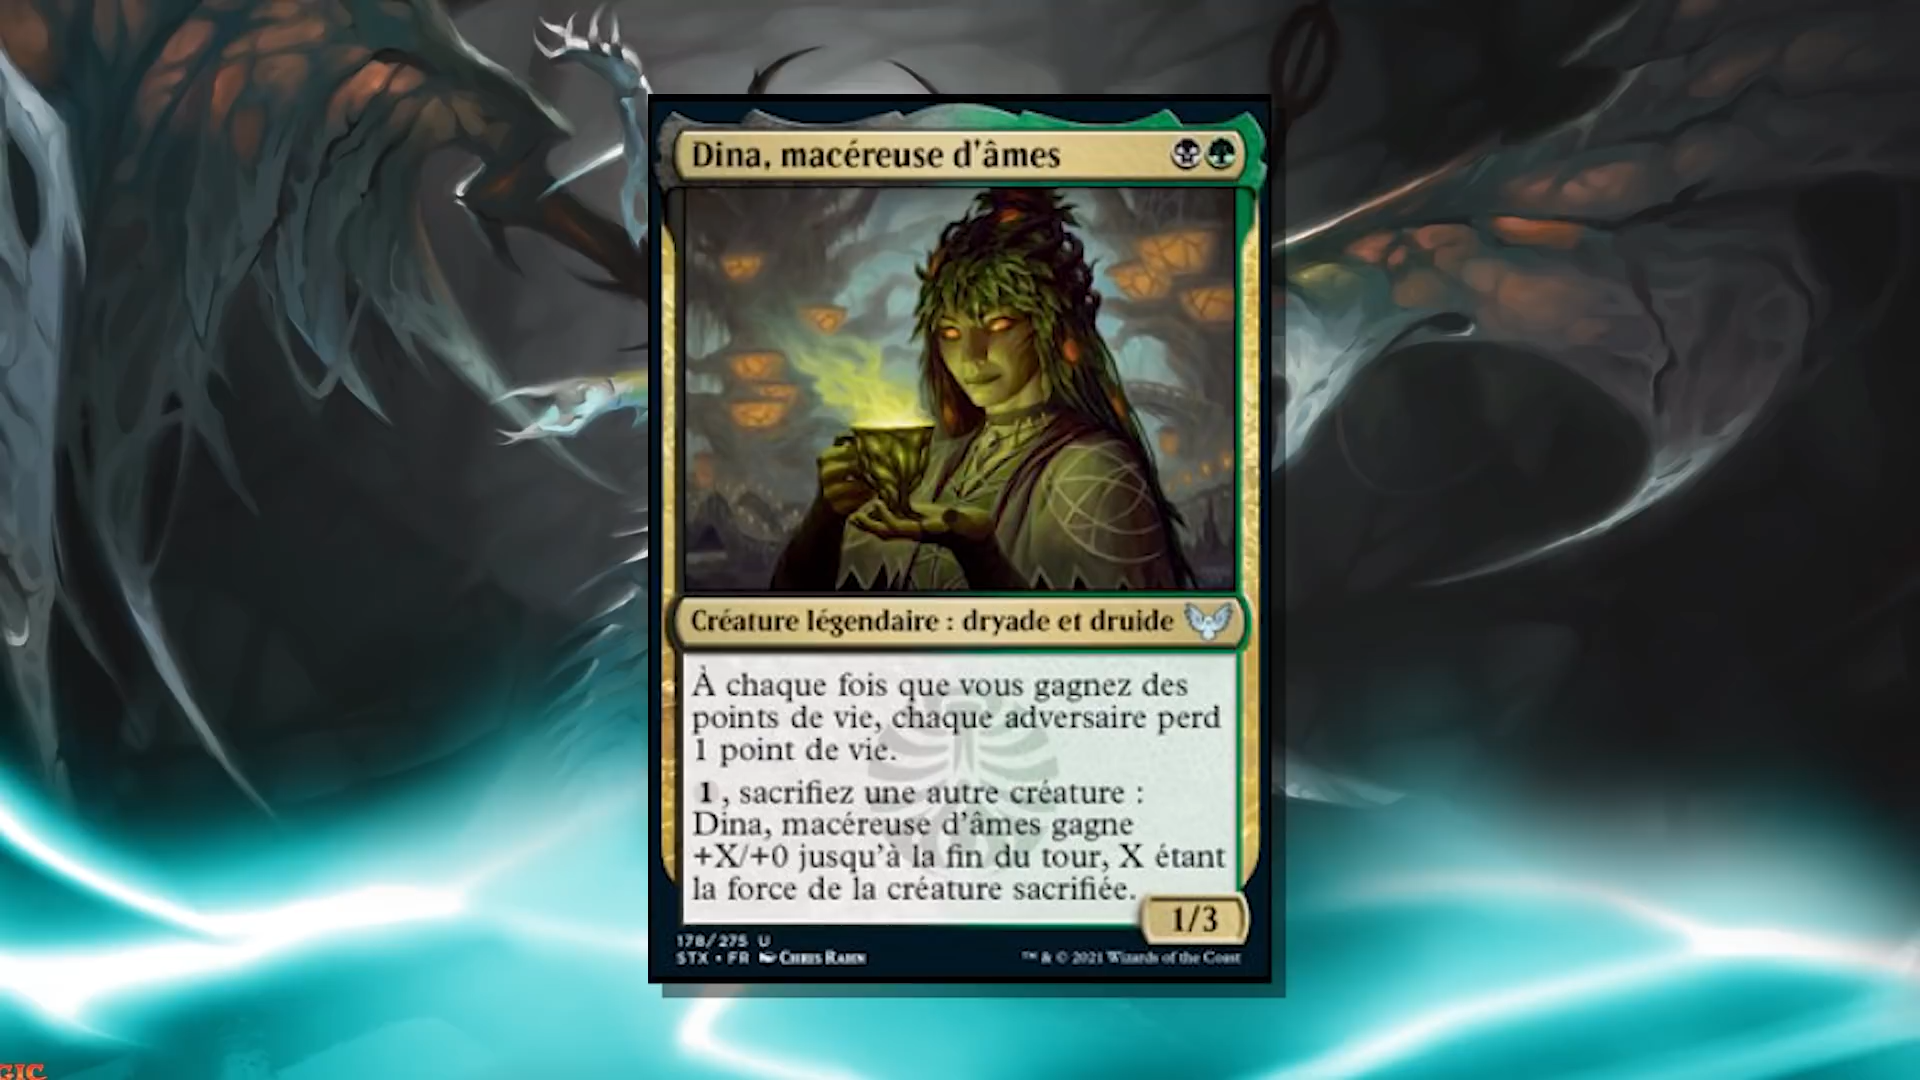 Dina, macéreuse d'âmes
Créature légendaire : dryade et druide
À chaque fois que vous gagnez des
points de vie, chaque adversaire perd
1 point de vie.
1 , sacrifiez une autre créature :
Dina, macéreuse d'âmes gagne
+X/+0 jusqu'à la fin du tour, X étant
la force de la créature sacrifiée.
1/3
178/275 U
STX • FR Chris Rahn
™ & © 2021 Wizards of the Coast
GIC